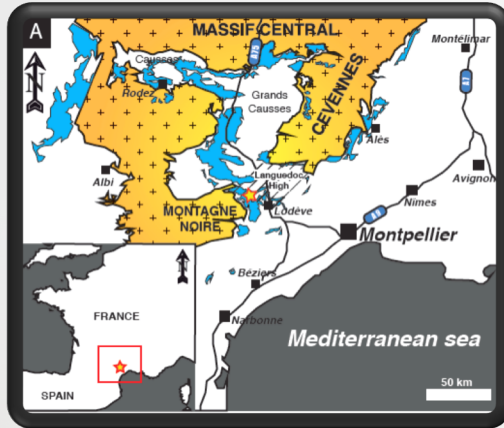 A
MASSIF CENTRAL
Montélimar
Causses
A75
N
Rodez
Grands
Causses
CEVENNES
A7
Alès
Albi
Languedoc
High
Avignon
Nîmes
MONTAGNE
NOIRE
Lodève
A9
Montpellier
Béziers
N
FRANCE
Narbonne
Mediterranean sea
SPAIN
50 km